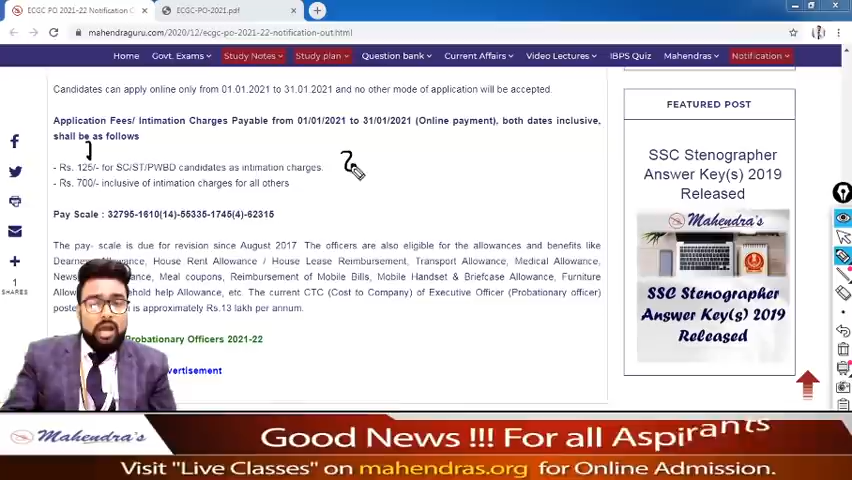 ECGC PO 2021-22 Notification O
ECGC-PO-2021.pdf
mahendraguru.com/2020/12/ecgc-po-2021-22-notification-out.html
Home Govt. Exams Study Notes Study plan Question bank Current Affairs Video Lectures IBPS Quiz Mahendras Notification
Candidates can apply online only from 01.01.2021 to 31.01.2021 and no other mode of application will be accepted.
Application Fees/ Intimation Charges Payable from 01/01/2021 to 31/01/2021 (Online payment), both dates inclusive,
shall be as follows
- Rs. 125/- for SC/ST/PWBD candidates as intimation charges.
- Rs. 700/- inclusive of intimation charges for all others
Pay Scale : 32795-1610(14)-55335-1745(4)-62315
The pay- scale is due for revision since August 2017. The officers are also eligible for the allowances and benefits like
Dearness Allowance, House Rent Allowance / House Lease Reimbursement, Transport Allowance, Medical Allowance,
Meal coupons, Reimbursement of Mobile Bills, Mobile Handset & Briefcase Allowance, Furniture
help Allowance, etc. The current CTC (Cost to Company) of Executive Officer (Probationary officer)
is approximately Rs.13 lakh per annum.
Probationary Officers 2021-22
1
SHARES
FEATURED POST
SSC Stenographer
Answer Key(s) 2019
Released
Mahendra's
SSC Stenographer
Answer Key(s) 2019
Released
Mahendra's
Good News !!! For all Aspirants
Visit "Live Classes" on mahendras.org for Online Admission.